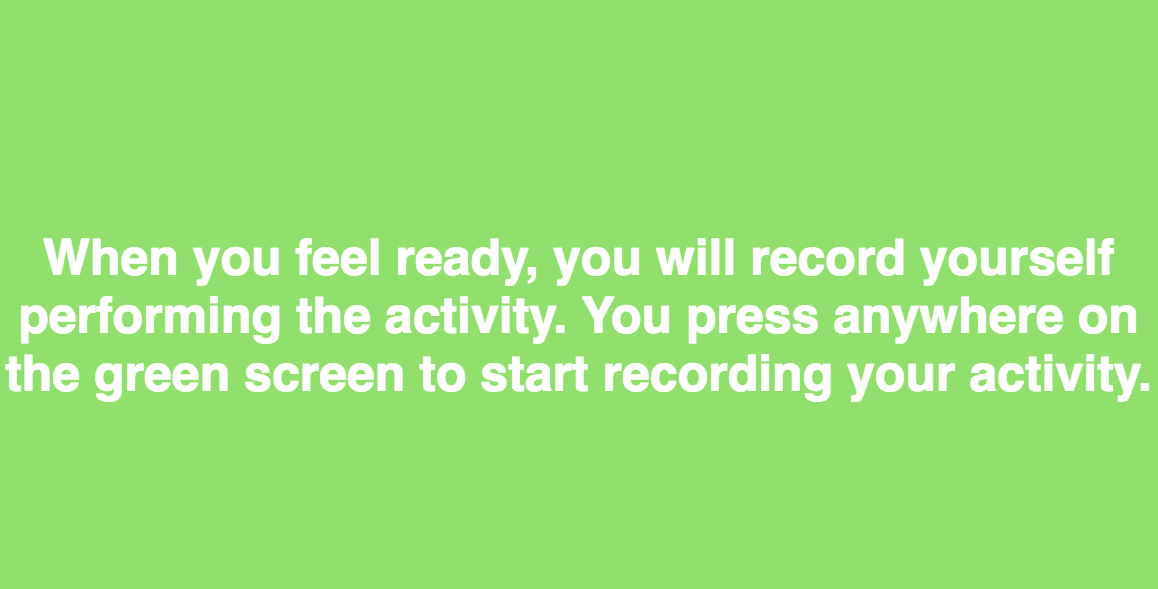 When you feel ready, you will record yourself
performing the activity. You press anywhere on
the green screen to start recording your activity.